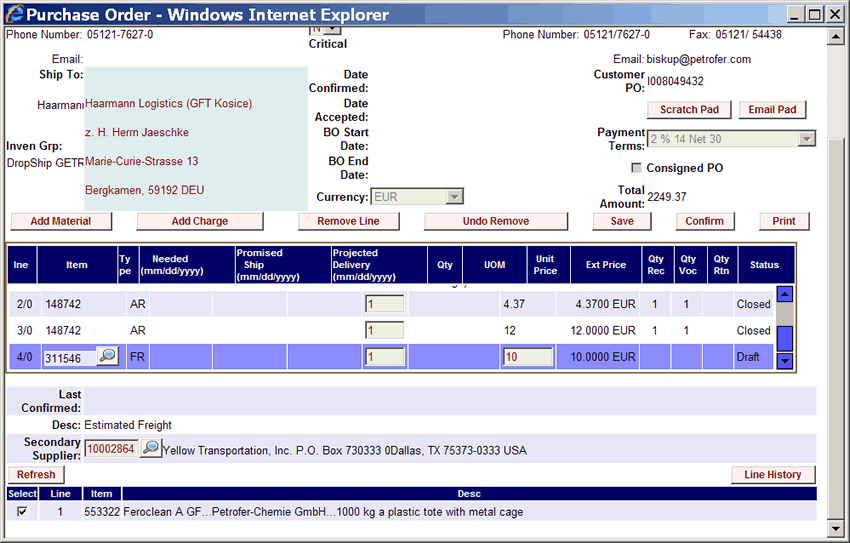 Purchase Order - Windows Internet Explorer
Phone Number: 05121-7627-0 N Phone Number: 05121/7627-0 Fax: 05121/ 54438
Critical
Email: Email: biskup@petrofer.com
Ship To: Date Confirmed: Customer PO: I008049432
Haarmann Haarmann Logistics (GFT Kosice) Date Accepted: Scratch Pad Email Pad
z. H. Herrn Jaeschke BO Start Date: Payment Terms: 2 % 14 Net 30
Inven Grp:
DropShip GETR Marie-Curie-Strasse 13 BO End Date: Consigned PO
Bergkamen, 59192 DEU Currency: EUR Total Amount: 2249.37
Add Material Add Charge Remove Line Undo Remove Save Confirm Print
Ine Item Type Needed (mm/dd/yyyy) Promised Ship (mm/dd/yyyy) Projected Delivery (mm/dd/yyyy) Qty UOM Unit Price Ext Price Qty Rec Qty Voc Qty Rtn Status
2/0 148742 AR 1 4.37 4.3700 EUR 1 1 Closed
3/0 148742 AR 1 12 12.0000 EUR 1 1 Closed
4/0 311546 FR 1 10 10.0000 EUR Draft
Last Confirmed:
Desc: Estimated Freight
Secondary Supplier: 10002864 Yellow Transportation, Inc. P.O. Box 730333 0Dallas, TX 75373-0333 USA
Refresh Line History
Select Line Item Desc
1 553322 Feroclean A GF...Petrofer-Chemie GmbH...1000 kg a plastic tote with metal cage